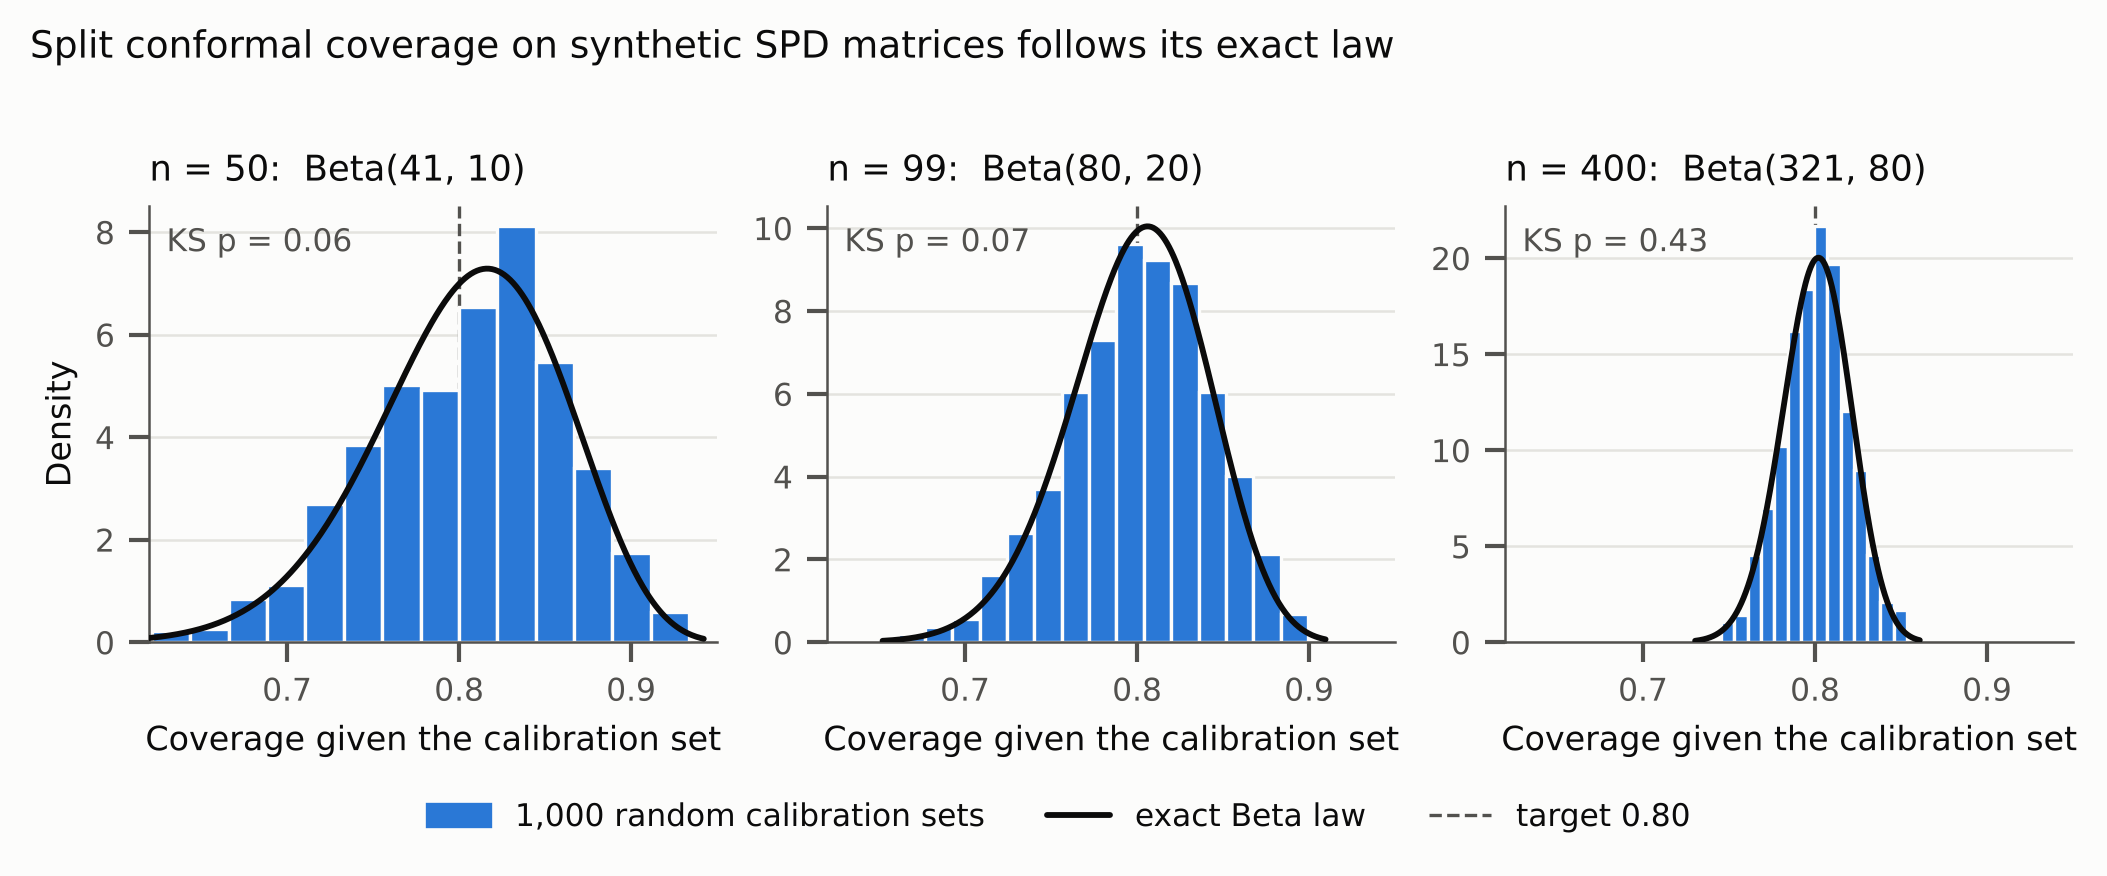 Split conformal coverage on synthetic SPD matrices follows its exact law
n = 50:  Beta(41, 10)
KS p = 0.06
Density
8
6
4
2
0
0.7
0.8
0.9
Coverage given the calibration set
n = 99:  Beta(80, 20)
KS p = 0.07
10
8
6
4
2
0
0.7
0.8
0.9
Coverage given the calibration set
n = 400:  Beta(321, 80)
KS p = 0.43
20
15
10
5
0
0.7
0.8
0.9
Coverage given the calibration set
1,000 random calibration sets
exact Beta law
target 0.80